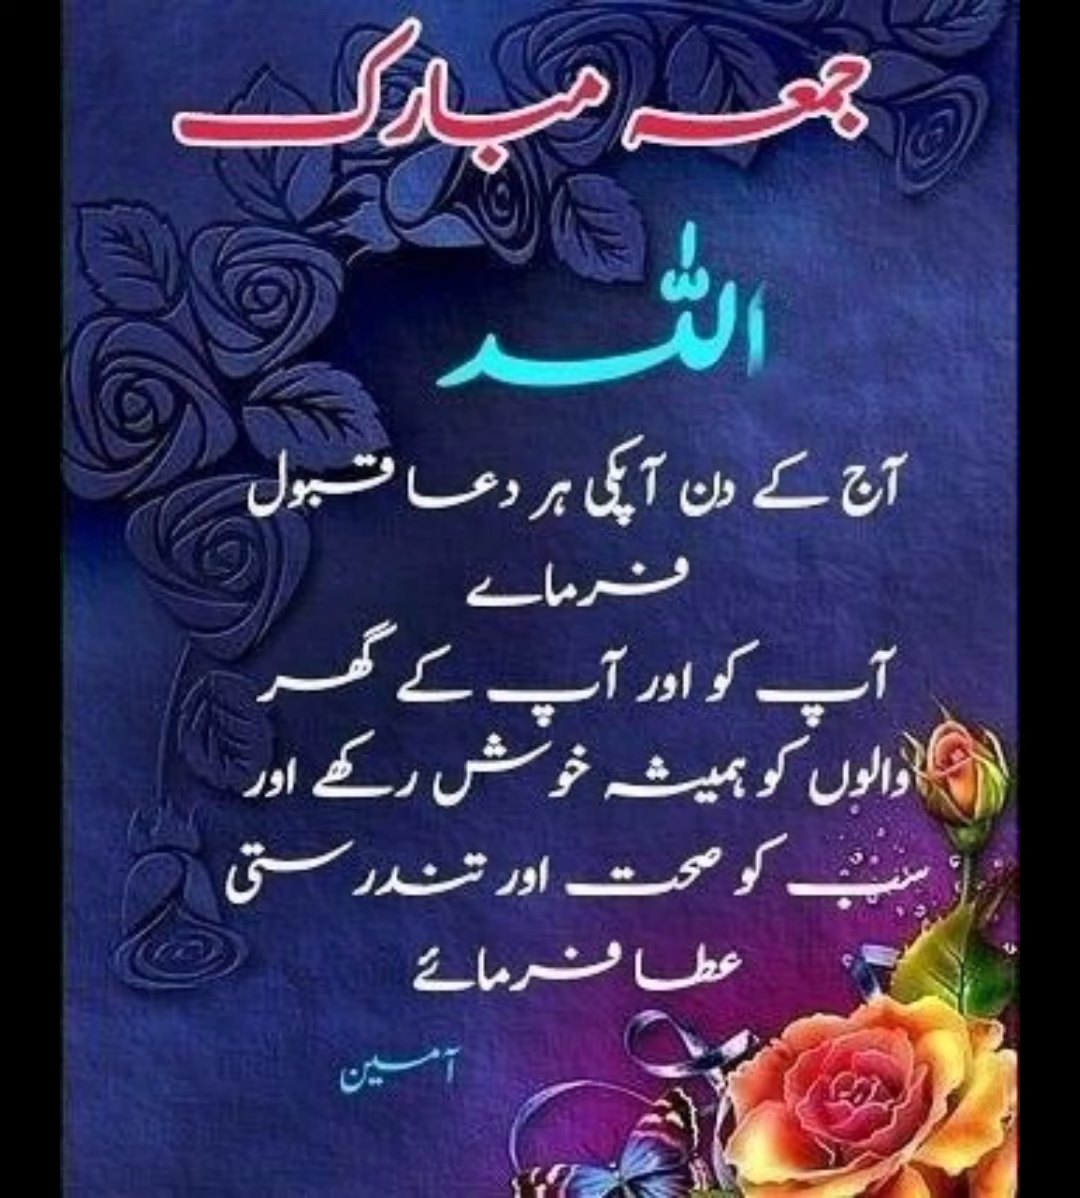 جمعہ مبارک
اللہ
آج کے دن آپکی ہر دعا قبول
فرماے
آپ کو اور آپ کے گھر
والوں کو ہمیشہ خوش رکھے اور
سب کو صحت اور تندرستی
عطا فرمائے
آمین